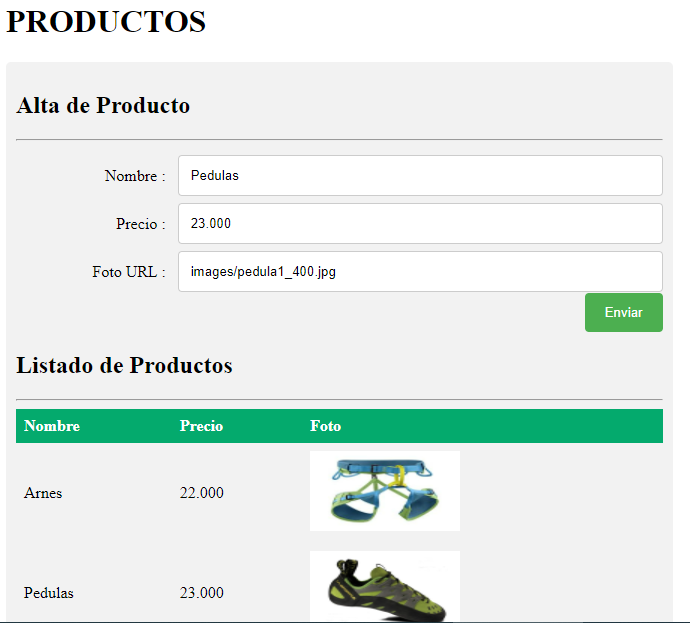 PRODUCTOS
Alta de Producto
Nombre : Pedulas
Precio : 23.000
Foto URL : images/pedula1_400.jpg
Enviar
Listado de Productos
Nombre Precio Foto
Arnes 22.000
Pedulas 23.000